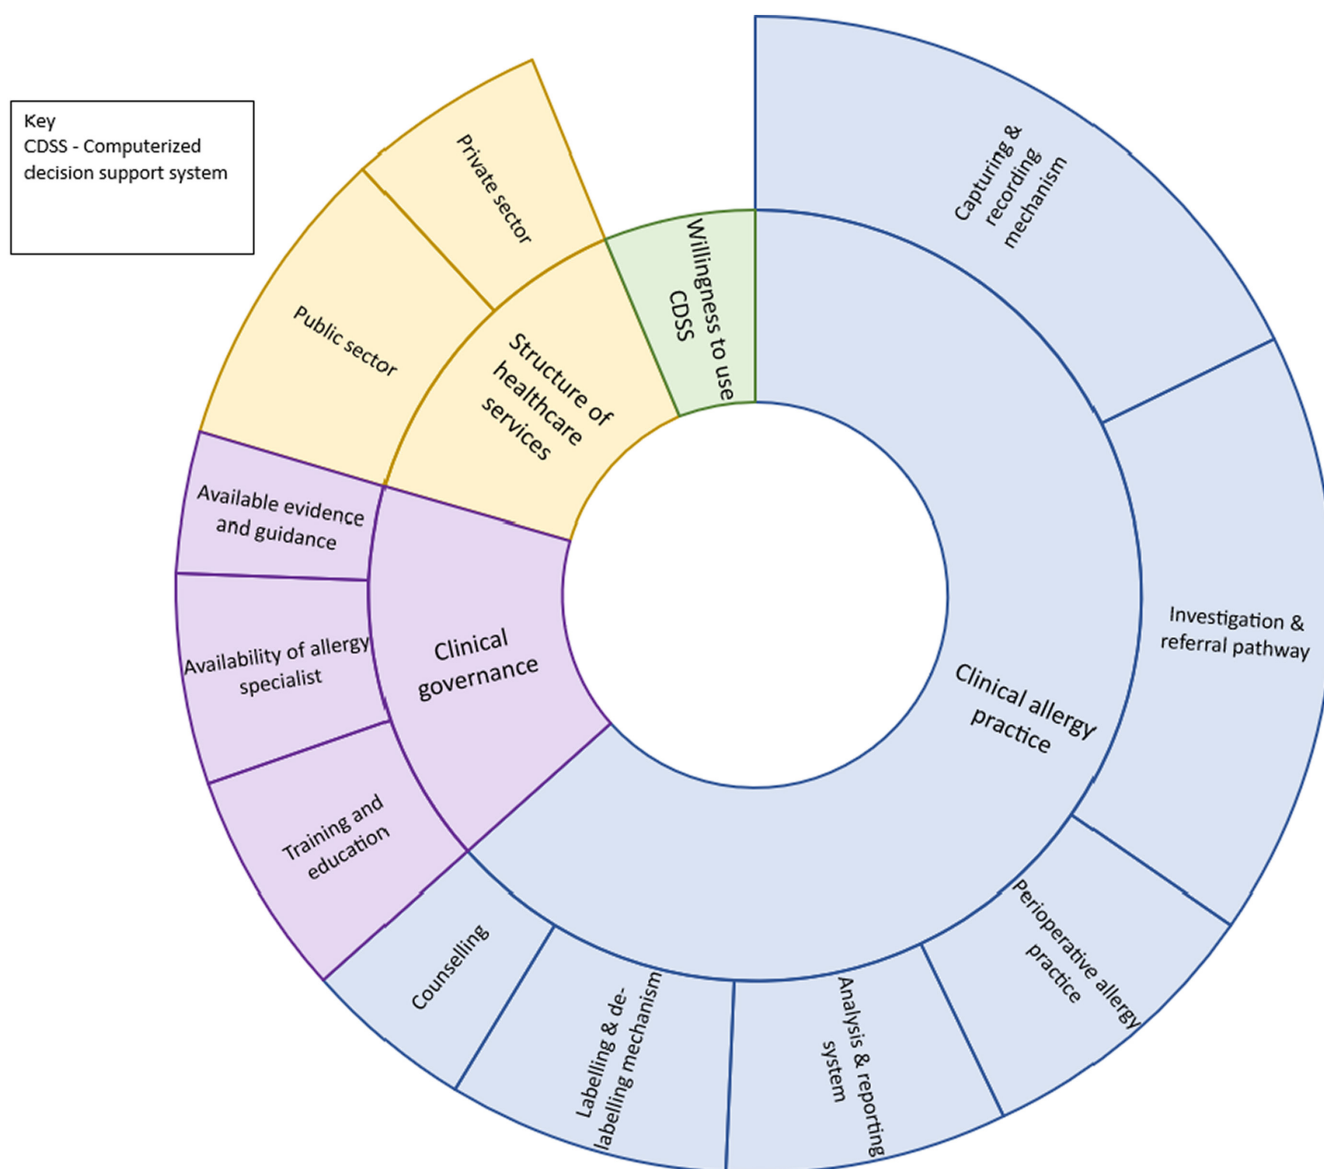 Key
CDSS - Computerized
decision support system
Capturing &
recording
mechanism
Investigation &
referral pathway
Perioperative allergy
practice
Analysis & reporting
system
Labelling & de-
labelling mechanism
Counselling
Clinical allergy
practice
Training and
education
Availability of allergy
specialist
Available evidence
and guidance
Clinical
governance
Public sector
Private sector
Structure of
healthcare
services
Willingness to use
CDSS